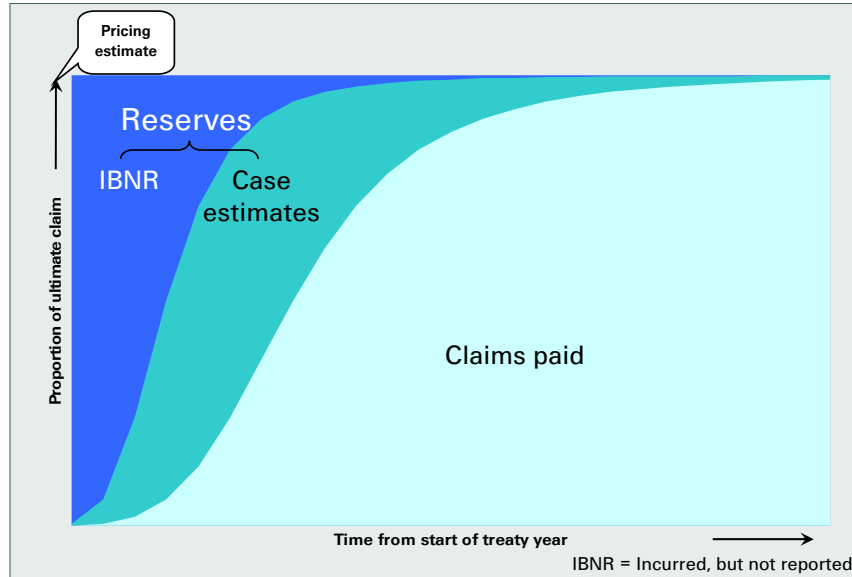 Pricing
estimate
Reserves
IBNR
Case
estimates
Proportion of ultimate claim
Claims paid
Time from start of treaty year
IBNR = Incurred, but not reported